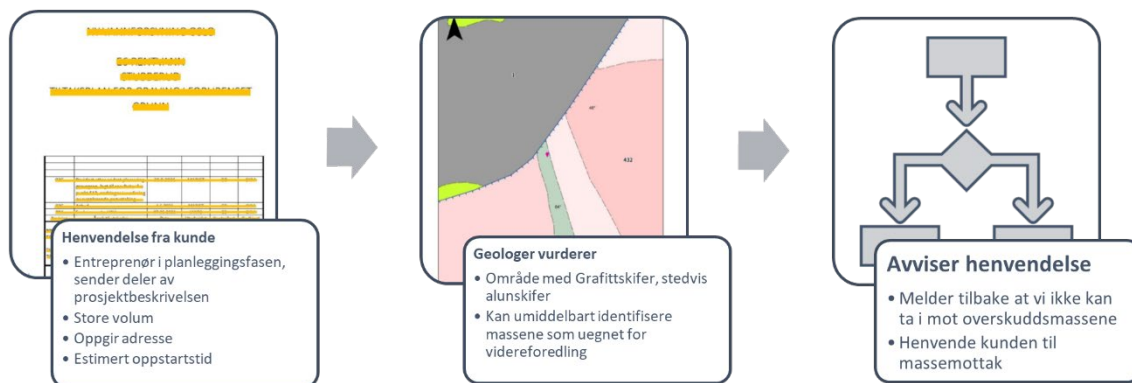 Henvendelse fra kunde
• Entreprenør i planleggingsfasen,
sender deler av
prosjektbeskrivelsen
• Store volum
• Oppgir adresse
• Estimert oppstartstid
432
Geologer vurderer
• Område med Grafittskifer, stedvis
alunskifer
• Kan umiddelbart identifisere
massene som uegnet for
videreforedling
Avviser henvendelse
• Melder tilbake at vi ikke kan
ta i mot overskuddsmassene
• Henvende kunden til
massemottak